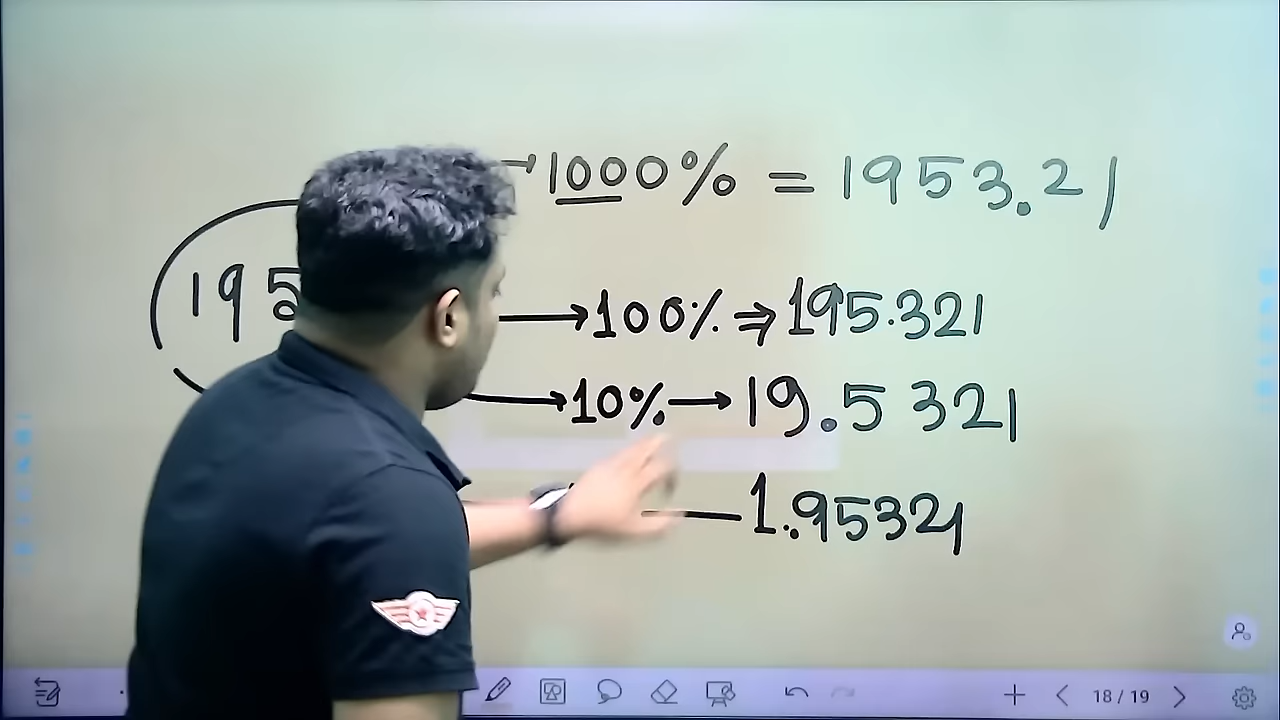 1000% = 1953.21
195
100% ⇒ 195.321
10% → 19.5321
1.95321
18 / 19